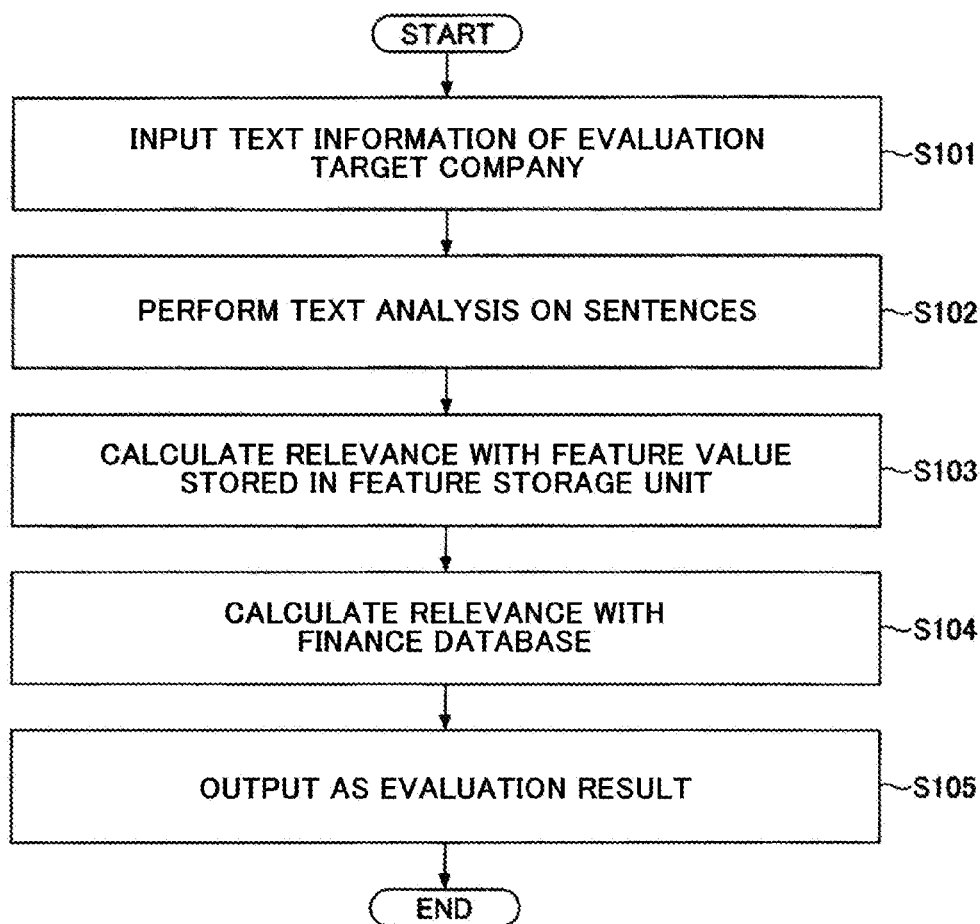 START
INPUT TEXT INFORMATION OF EVALUATION
TARGET COMPANY
S101
PERFORM TEXT ANALYSIS ON SENTENCES
S102
CALCULATE RELEVANCE WITH FEATURE VALUE
STORED IN FEATURE STORAGE UNIT
S103
CALCULATE RELEVANCE WITH
FINANCE DATABASE
S104
OUTPUT AS EVALUATION RESULT
S105
END